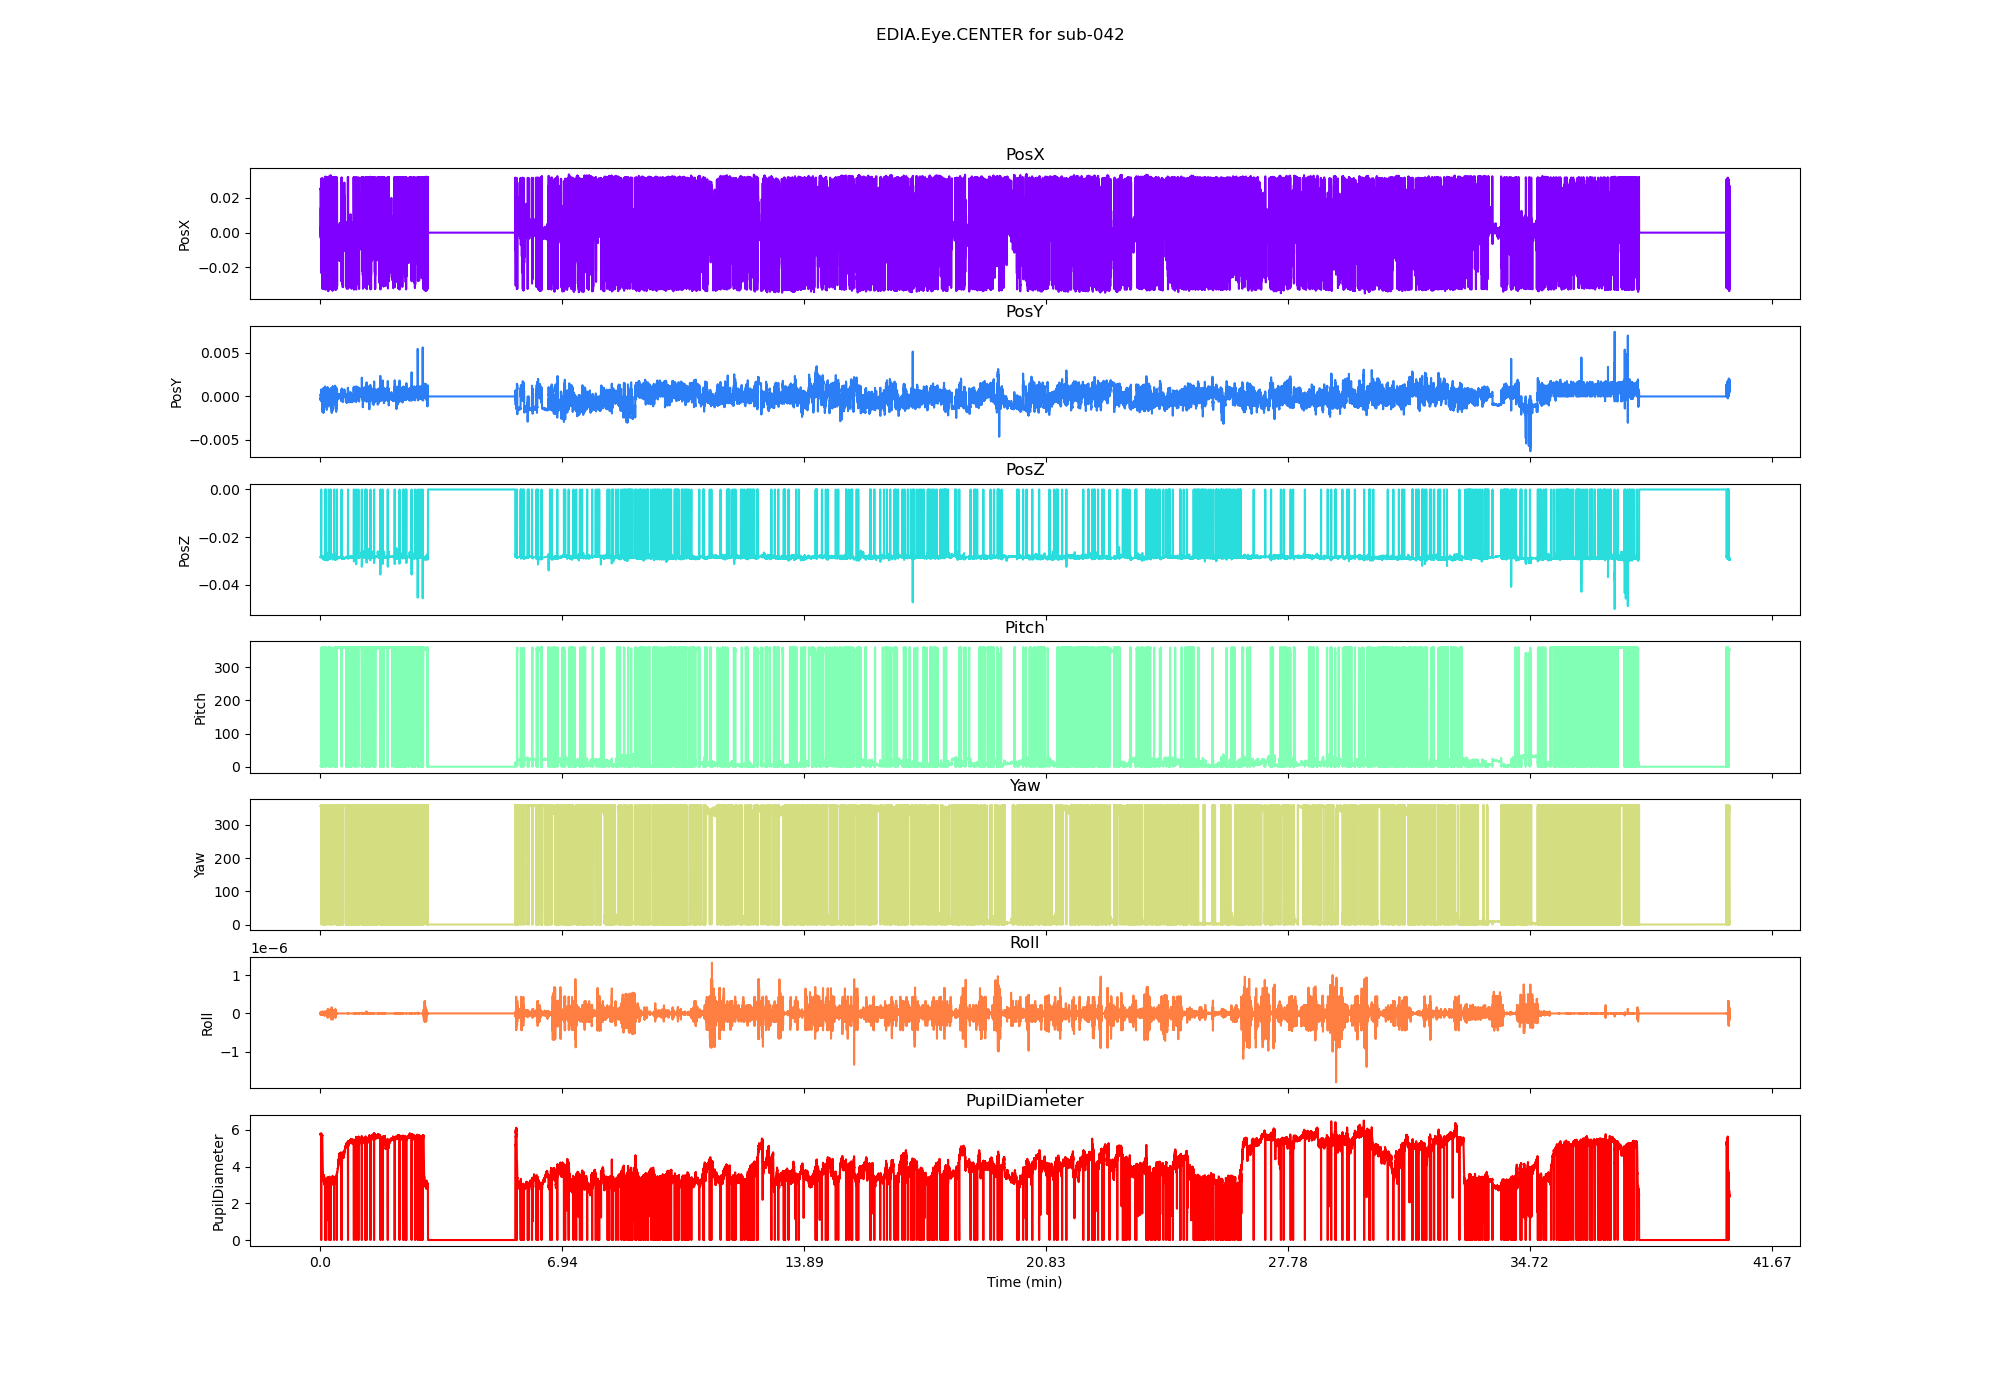 EDIA.Eye.CENTER for sub-042
PosX
PosX
0.02
0.00
−0.02
PosY
PosY
0.005
0.000
−0.005
PosZ
PosZ
0.00
−0.02
−0.04
Pitch
Pitch
300
200
100
0
Yaw
Yaw
300
200
100
0
1e−6
Roll
Roll
1
0
−1
PupilDiameter
PupilDiameter
6
4
2
0
0.0 6.94 13.89 20.83 27.78 34.72 41.67
Time (min)